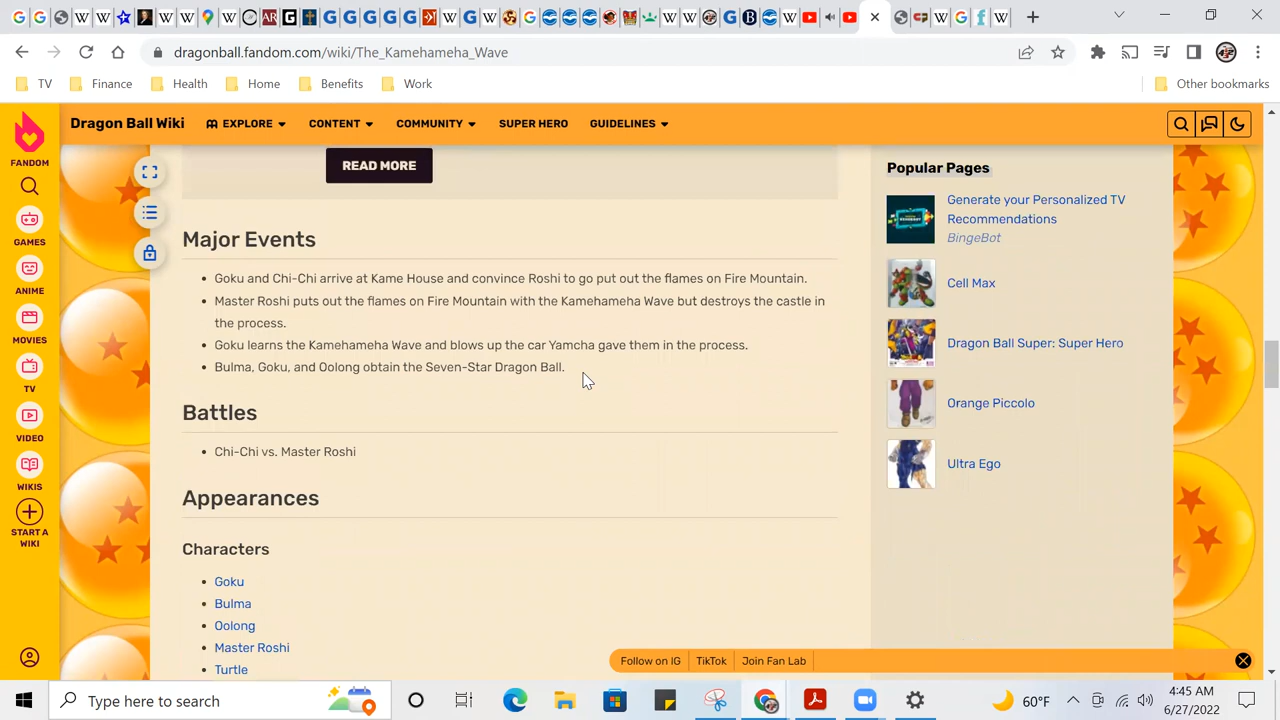 dragonball.fandom.com/wiki/The_Kamehameha_Wave
TV Finance Health Home Benefits Work Other bookmarks
Dragon Ball Wiki EXPLORE CONTENT COMMUNITY SUPER HERO GUIDELINES
FANDOM
GAMES
ANIME
MOVIES
TV
VIDEO
WIKIS
START A
WIKI
READ MORE
Major Events
Goku and Chi-Chi arrive at Kame House and convince Roshi to go put out the flames on Fire Mountain.
Master Roshi puts out the flames on Fire Mountain with the Kamehameha Wave but destroys the castle in
the process.
Goku learns the Kamehameha Wave and blows up the car Yamcha gave them in the process.
Bulma, Goku, and Oolong obtain the Seven-Star Dragon Ball.
Battles
Chi-Chi vs. Master Roshi
Appearances
Characters
Goku
Bulma
Oolong
Master Roshi
Turtle
Popular Pages
Generate your Personalized TV
Recommendations
BingeBot
Cell Max
Dragon Ball Super: Super Hero
Orange Piccolo
Ultra Ego
Follow on IG TikTok Join Fan Lab
Type here to search
60°F
4:45 AM
6/27/2022